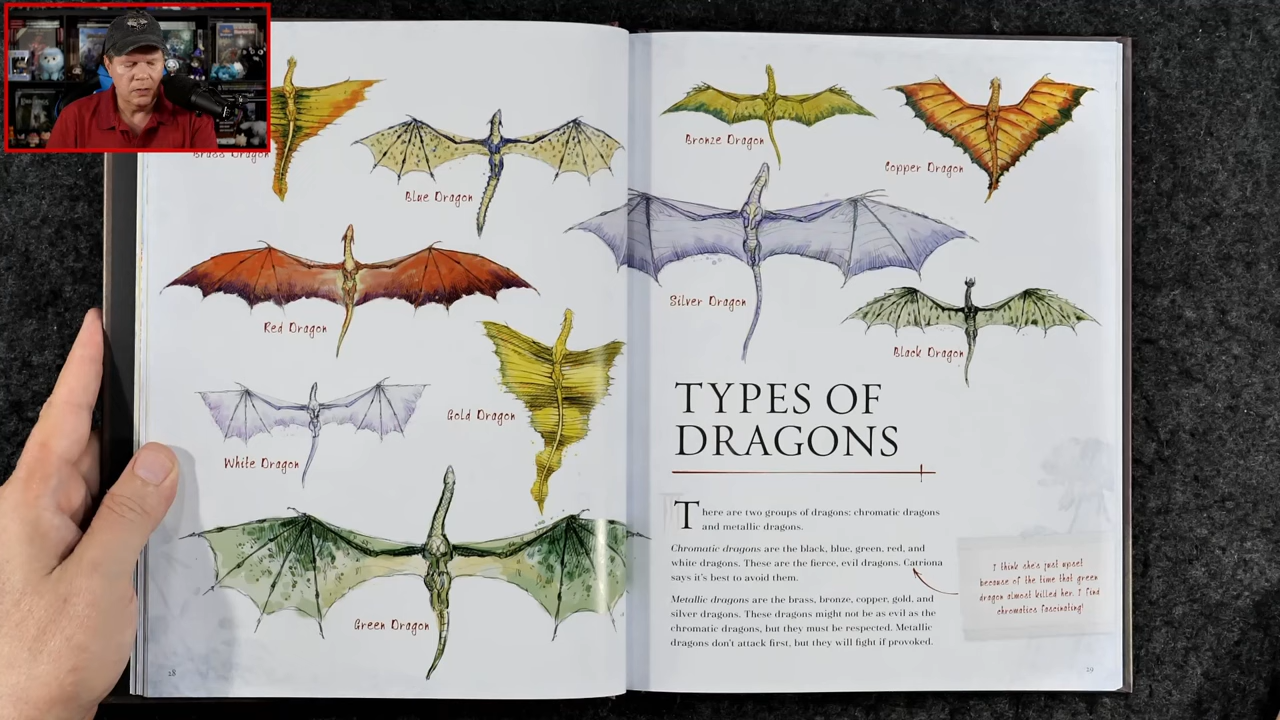 Brass Dragon
Blue Dragon
Red Dragon
Gold Dragon
White Dragon
Green Dragon
28
Bronze Dragon
Copper Dragon
Silver Dragon
Black Dragon
TYPES OF
DRAGONS
There are two groups of dragons: chromatic dragons
and metallic dragons.
Chromatic dragons are the black, blue, green, red, and
white dragons. These are the fierce, evil dragons. Catriona
says it's best to avoid them.
Metallic dragons are the brass, bronze, copper, gold, and
silver dragons. These dragons might not be as evil as the
chromatic dragons, but they must be respected. Metallic
dragons don't attack first, but they will fight if provoked.
I think she's just upset
because of the time that green
dragon almost killed her. I find
chromatics fascinating!
29